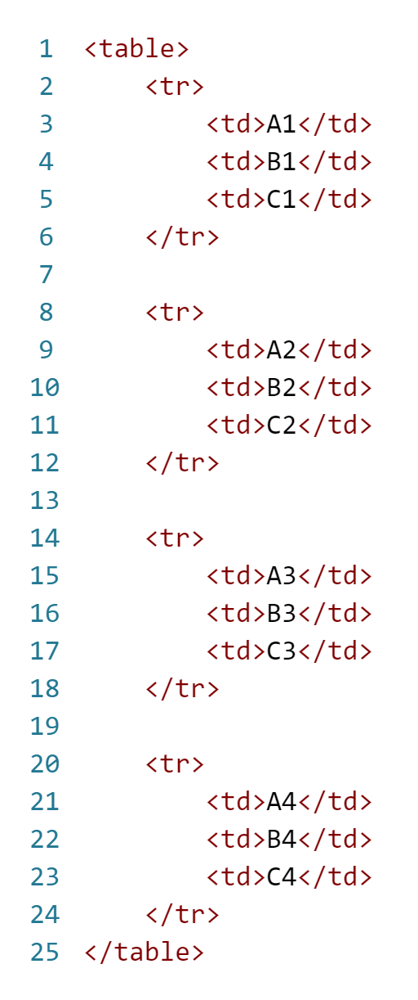 1 <table>
2     <tr>
3         <td>A1</td>
4         <td>B1</td>
5         <td>C1</td>
6     </tr>
7
8     <tr>
9         <td>A2</td>
10         <td>B2</td>
11         <td>C2</td>
12     </tr>
13
14     <tr>
15         <td>A3</td>
16         <td>B3</td>
17         <td>C3</td>
18     </tr>
19
20     <tr>
21         <td>A4</td>
22         <td>B4</td>
23         <td>C4</td>
24     </tr>
25 </table>